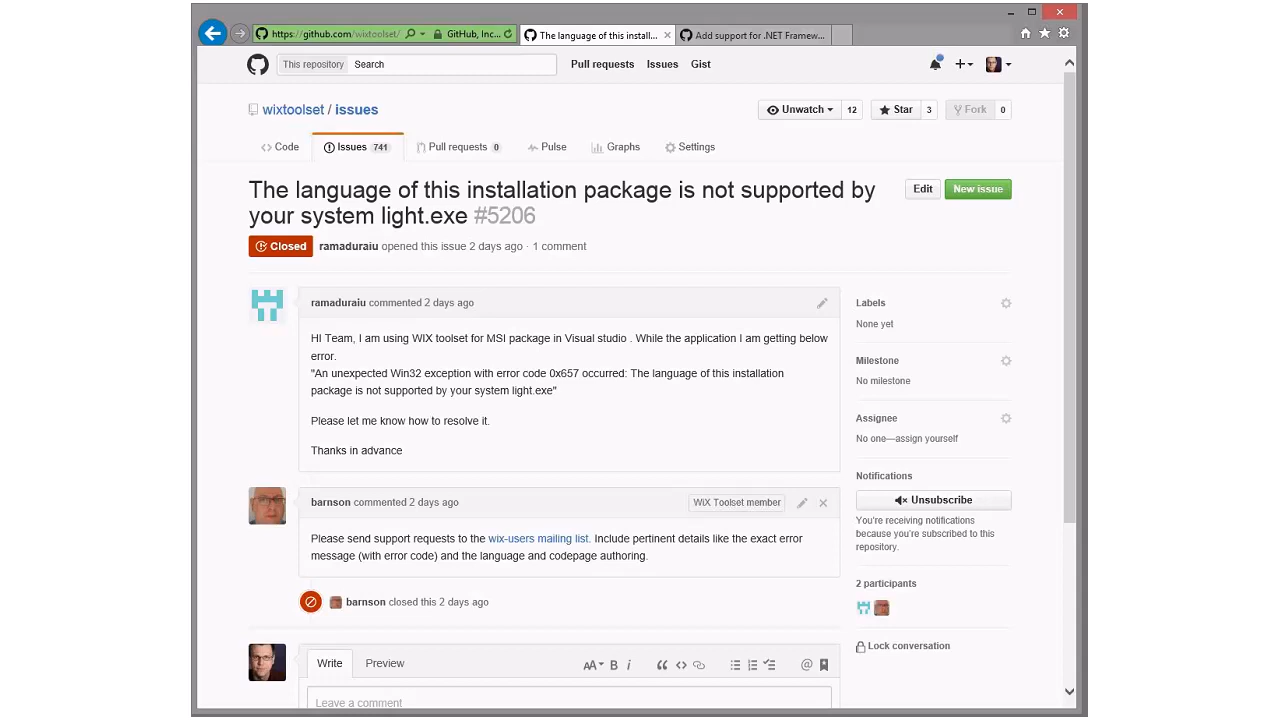 https://github.com/wixtoolset/ GitHub, Inc... The language of this install... Add support for .NET Framew...
This repository Search Pull requests Issues Gist
wixtoolset / issues Unwatch 12 Star 3 Fork 0
Code Issues 741 Pull requests 0 Pulse Graphs Settings
The language of this installation package is not supported by
your system light.exe #5206
Edit New issue
Closed ramaduraiu opened this issue 2 days ago · 1 comment
ramaduraiu commented 2 days ago
HI Team, I am using WIX toolset for MSI package in Visual studio . While the application I am getting below
error.
"An unexpected Win32 exception with error code 0x657 occurred: The language of this installation
package is not supported by your system light.exe"
Please let me know how to resolve it.
Thanks in advance
barnson commented 2 days ago WiX Toolset member
Please send support requests to the wix-users mailing list. Include pertinent details like the exact error
message (with error code) and the language and codepage authoring.
barnson closed this 2 days ago
Write Preview AA B i
Leave a comment
Labels
None yet
Milestone
No milestone
Assignee
No one—assign yourself
Notifications
Unsubscribe
You're receiving notifications
because you're subscribed to this
repository.
2 participants
Lock conversation